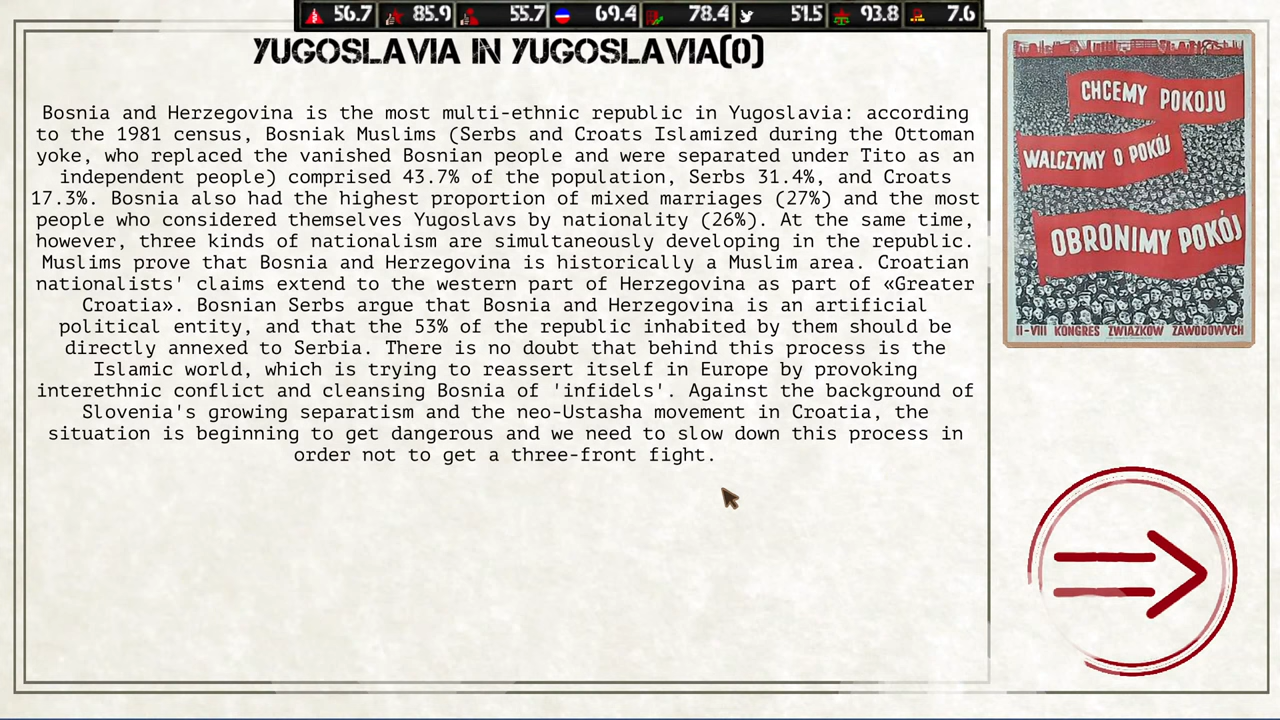 56.7 85.9 55.7 69.4 78.4 51.5 93.8 7.6
YUGOSLAVIA IN YUGOSLAVIA(0)
Bosnia and Herzegovina is the most multi-ethnic republic in Yugoslavia: according
to the 1981 census, Bosniak Muslims (Serbs and Croats Islamized during the Ottoman
yoke, who replaced the vanished Bosnian people and were separated under Tito as an
independent people) comprised 43.7% of the population, Serbs 31.4%, and Croats
17.3%. Bosnia also had the highest proportion of mixed marriages (27%) and the most
people who considered themselves Yugoslavs by nationality (26%). At the same time,
however, three kinds of nationalism are simultaneously developing in the republic.
Muslims prove that Bosnia and Herzegovina is historically a Muslim area. Croatian
nationalists' claims extend to the western part of Herzegovina as part of «Greater
Croatia». Bosnian Serbs argue that Bosnia and Herzegovina is an artificial
political entity, and that the 53% of the republic inhabited by them should be
directly annexed to Serbia. There is no doubt that behind this process is the
Islamic world, which is trying to reassert itself in Europe by provoking
interethnic conflict and cleansing Bosnia of 'infidels'. Against the background of
Slovenia's growing separatism and the neo-Ustasha movement in Croatia, the
situation is beginning to get dangerous and we need to slow down this process in
order not to get a three-front fight.
CHCEMY POKOJU
WALCZYMY O POKÓJ
OBRONIMY POKÓJ
II-VIII KONGRES ZWIĄZKÓW ZAWODOWYCH